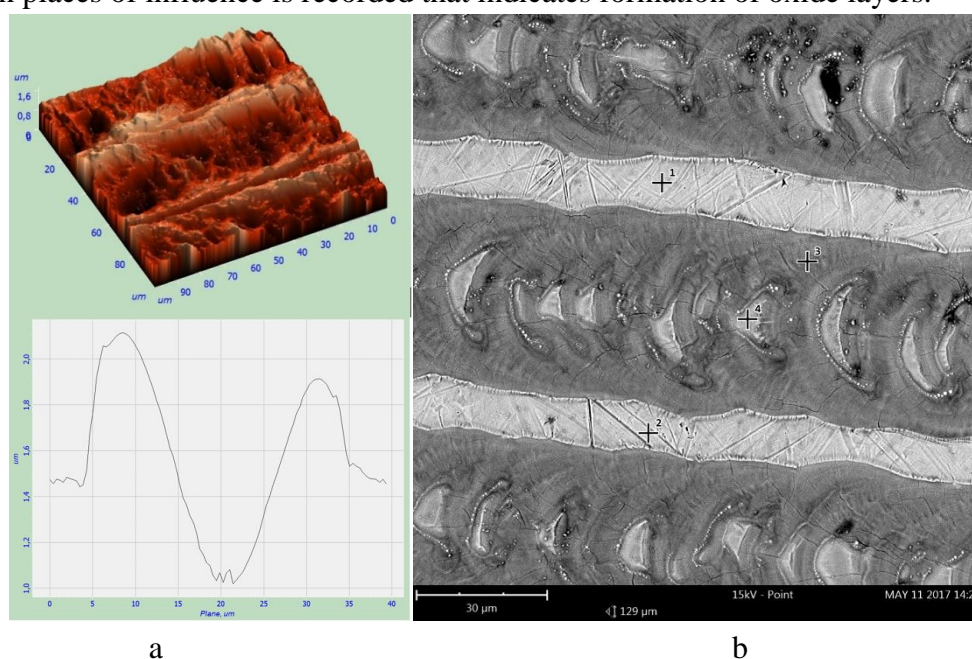 places of influence is recorded that indicates formation of oxide layers.
um
1,6
0,8
0
20
40
60
80
um
um
90
80
70
60
50
40
30
20
10
0
um
2,0
1,8
1,6
1,4
1,2
1,0
0 5 10 15 20 25 30 35 40
Plane, um
1
3
4
2
30 µm
129 µm
15kV - Point
MAY 11 2017 14:2
a b